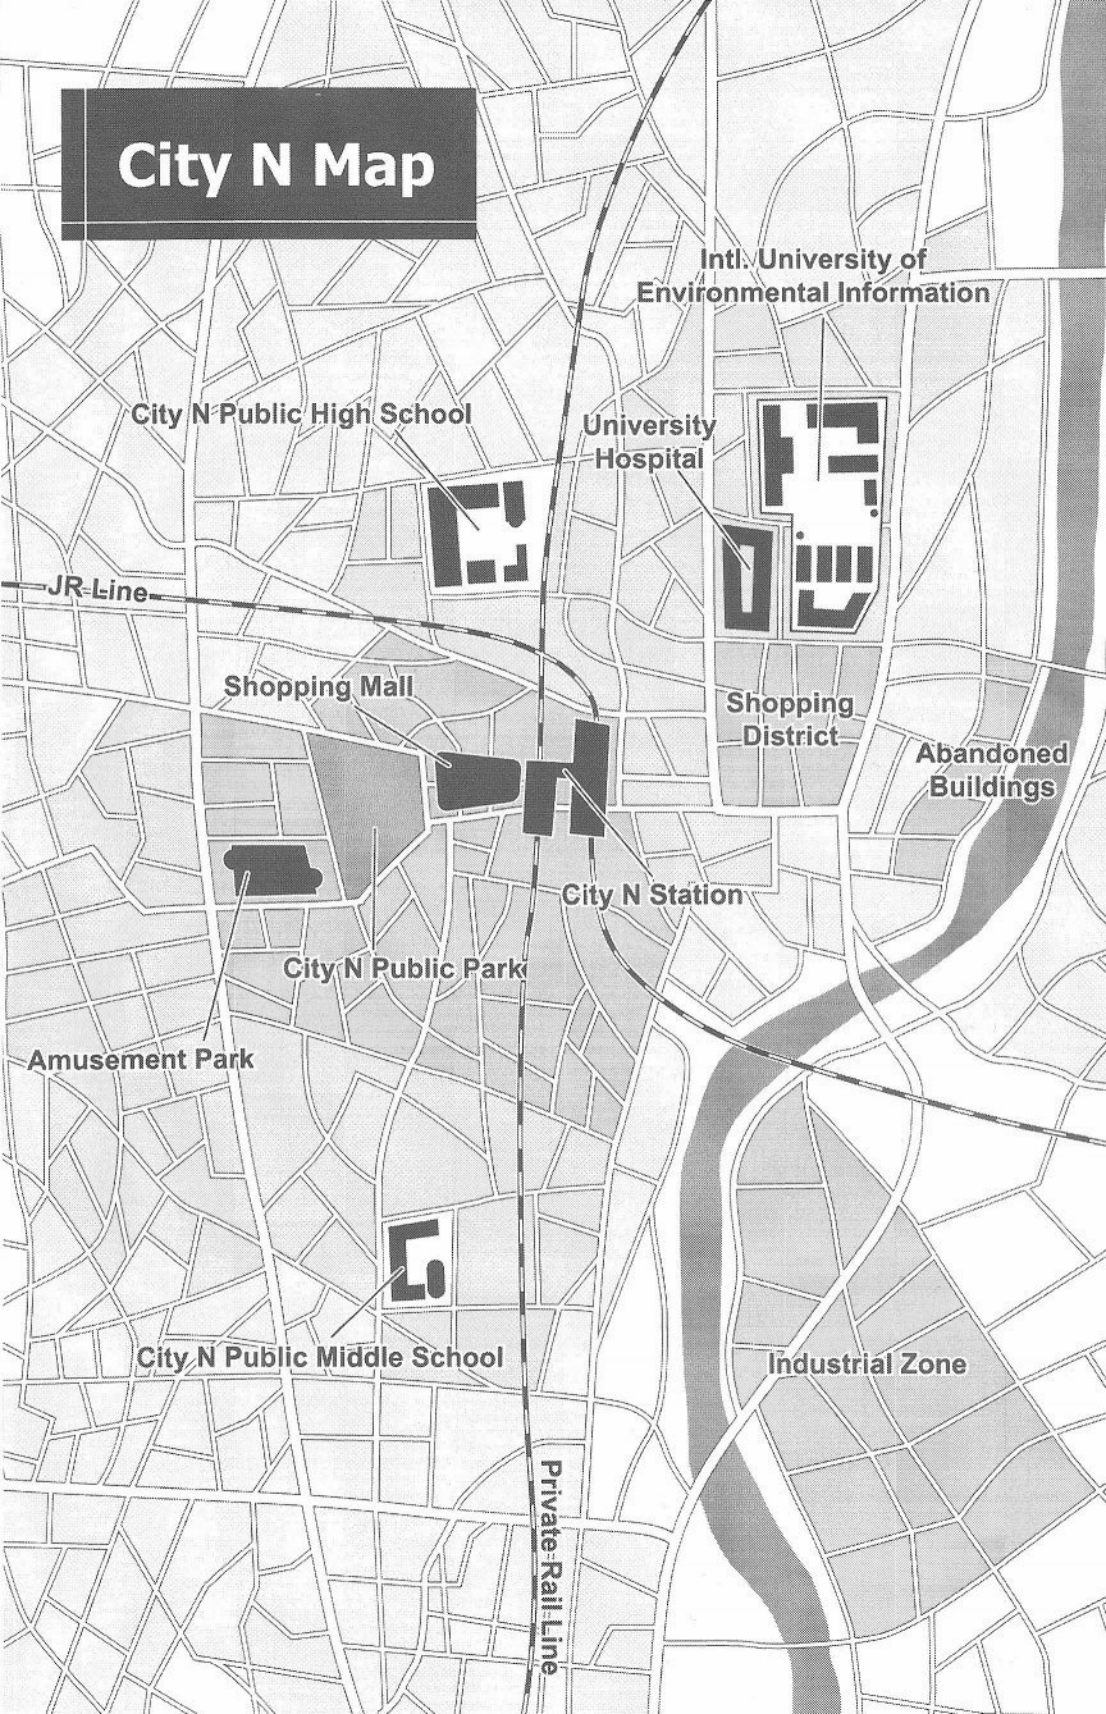 City N Map
Intl. University of
Environmental Information
City N Public High School
University
Hospital
JR Line
Shopping Mall
Shopping
District
Abandoned
Buildings
City N Station
City N Public Park
Amusement Park
City N Public Middle School
Industrial Zone
Private Rail Line